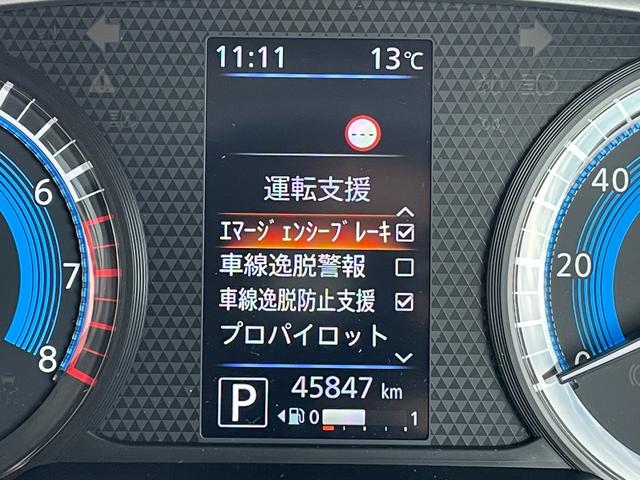 11:11 13℃
---
運転支援
エマージェンシーブレーキ
車線逸脱警報
車線逸脱防止支援
プロパイロット
P 45847 km
0 1
6
7
8
40
20
0